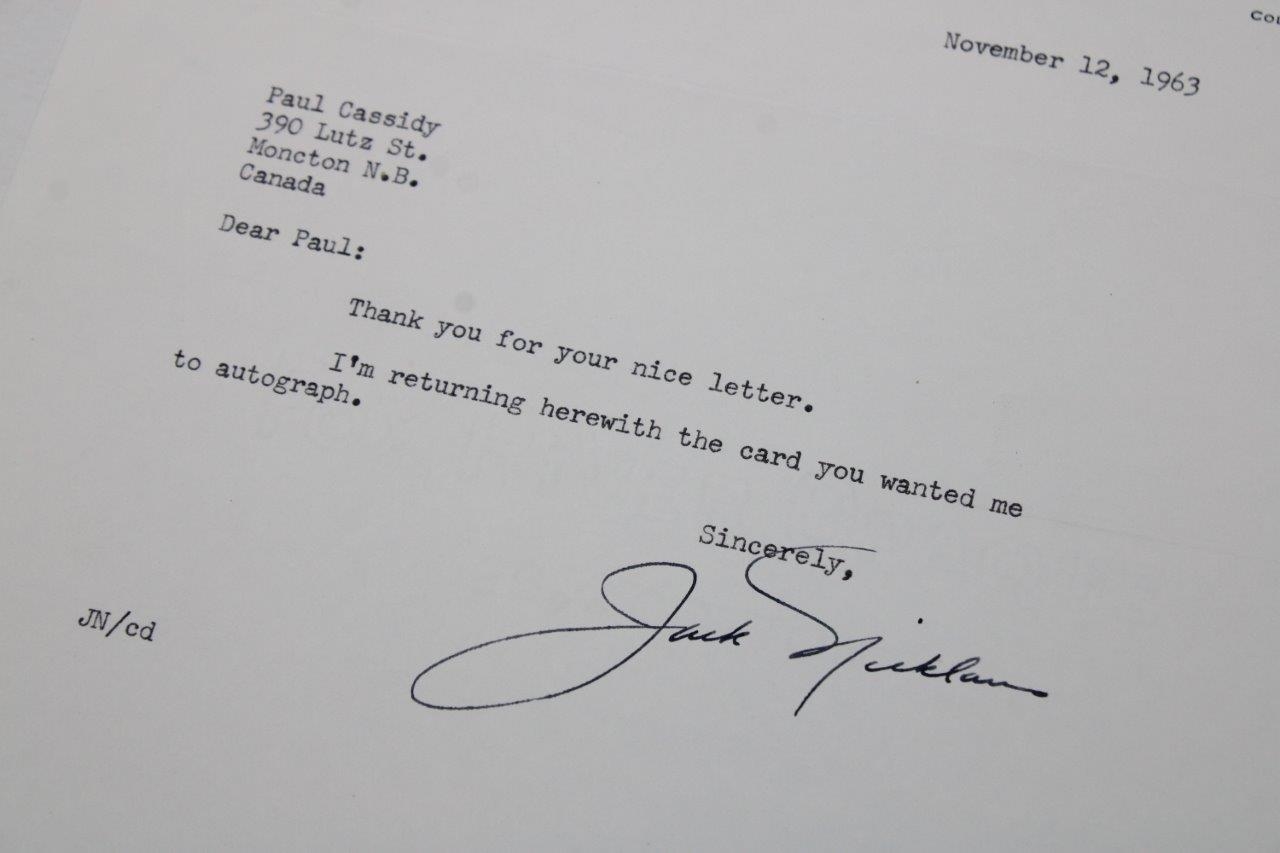 November 12, 1963
Paul Cassidy
390 Lutz St.
Moncton N.B.
Canada
Dear Paul:
Thank you for your nice letter.
I'm returning herewith the card you wanted me
to autograph.
Sincerely,
Jack Nicklaus
JN/cd